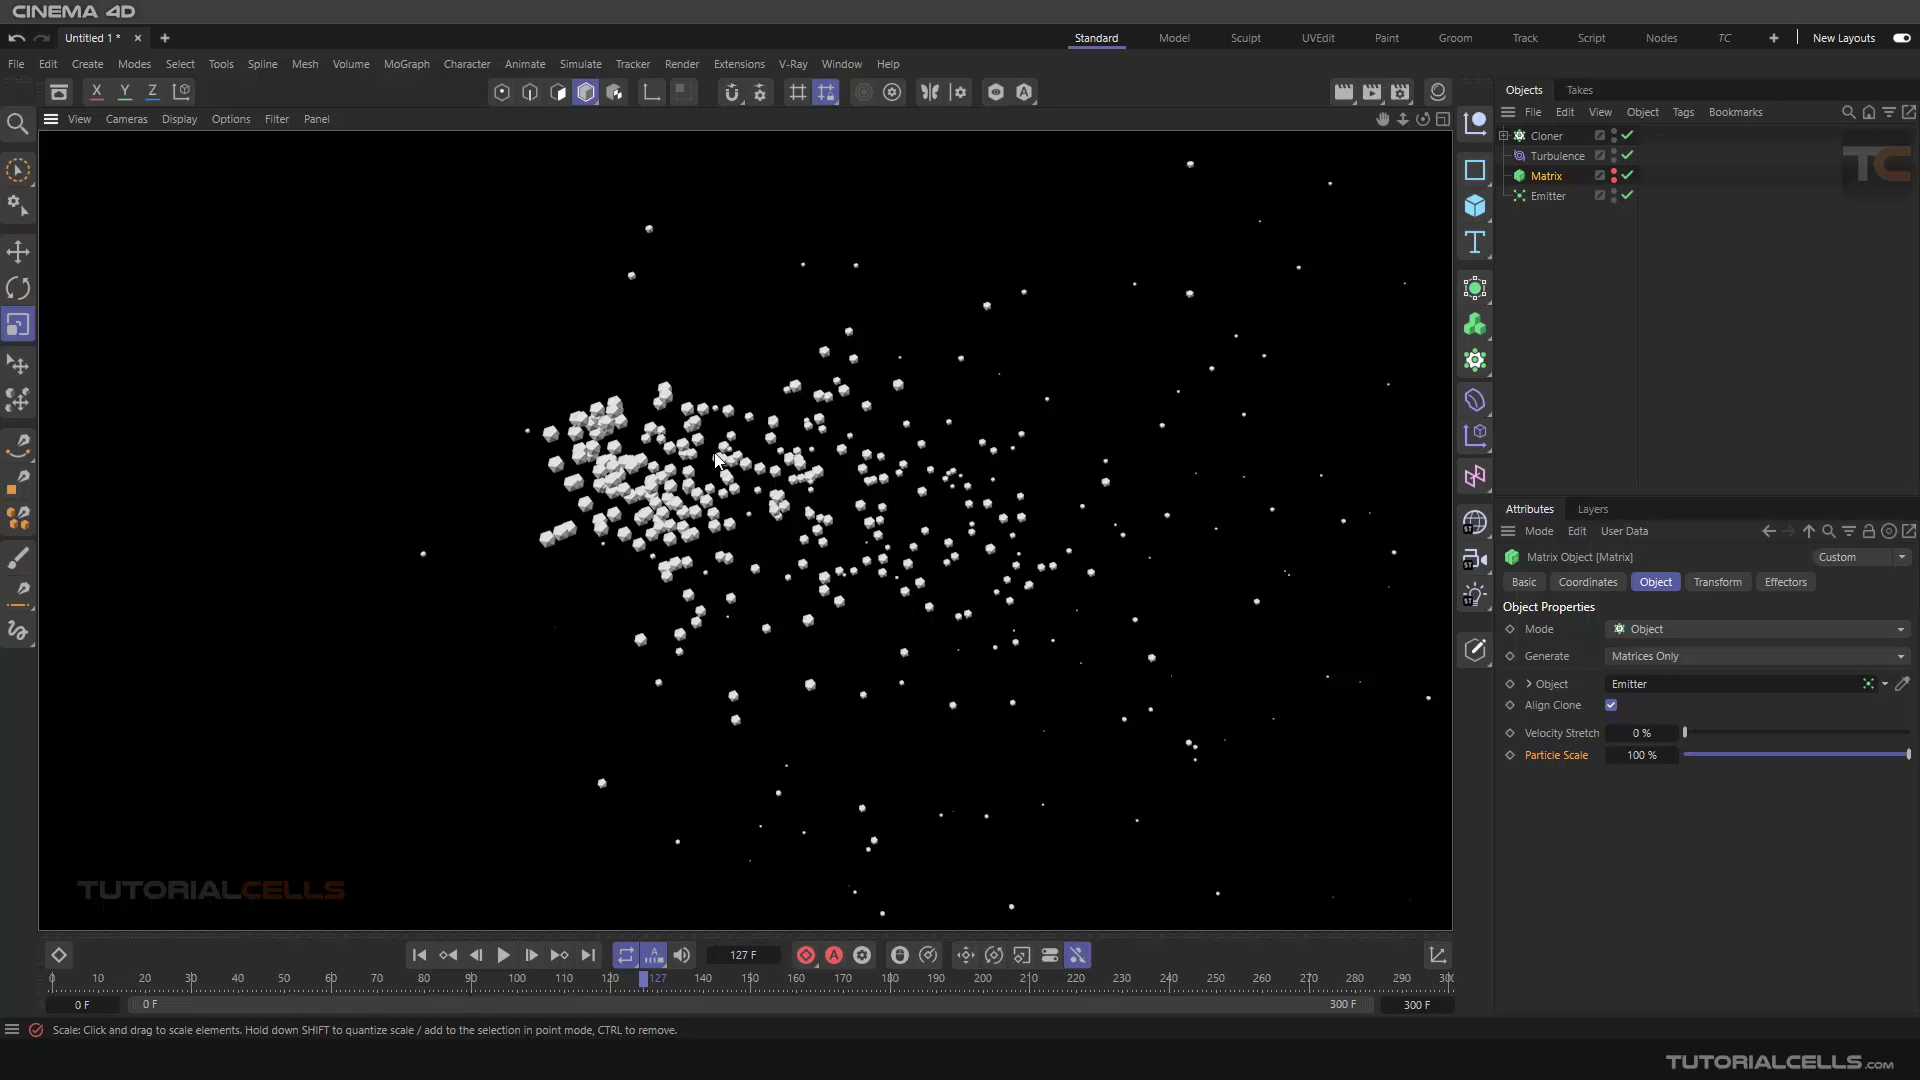 CINEMA 4D
Untitled 1 *
Standard Model Sculpt UVEdit Paint Groom Track Script Nodes TC New Layouts
File Edit Create Modes Select Tools Spline Mesh Volume MoGraph Character Animate Simulate Tracker Render Extensions V-Ray Window Help
X Y Z
View Cameras Display Options Filter Panel
Objects Takes
File Edit View Object Tags Bookmarks
Cloner
Turbulence
Matrix
Emitter
TC
Attributes Layers
Mode Edit User Data
Matrix Object [Matrix] Custom
Basic Coordinates Object Transform Effectors
Object Properties
Mode Object
Generate Matrices Only
Object Emitter
Align Clone
Velocity Stretch 0 %
Particle Scale 100 %
TUTORIALCELLS
127 F
0 10 20 30 40 50 60 70 80 90 100 110 120 127 140 150 160 170 180 190 200 210 220 230 240 250 260 270 280 290 30
0 F 0 F 300 F 300 F
Scale: Click and drag to scale elements. Hold down SHIFT to quantize scale / add to the selection in point mode, CTRL to remove.
TUTORIALCELLS.com